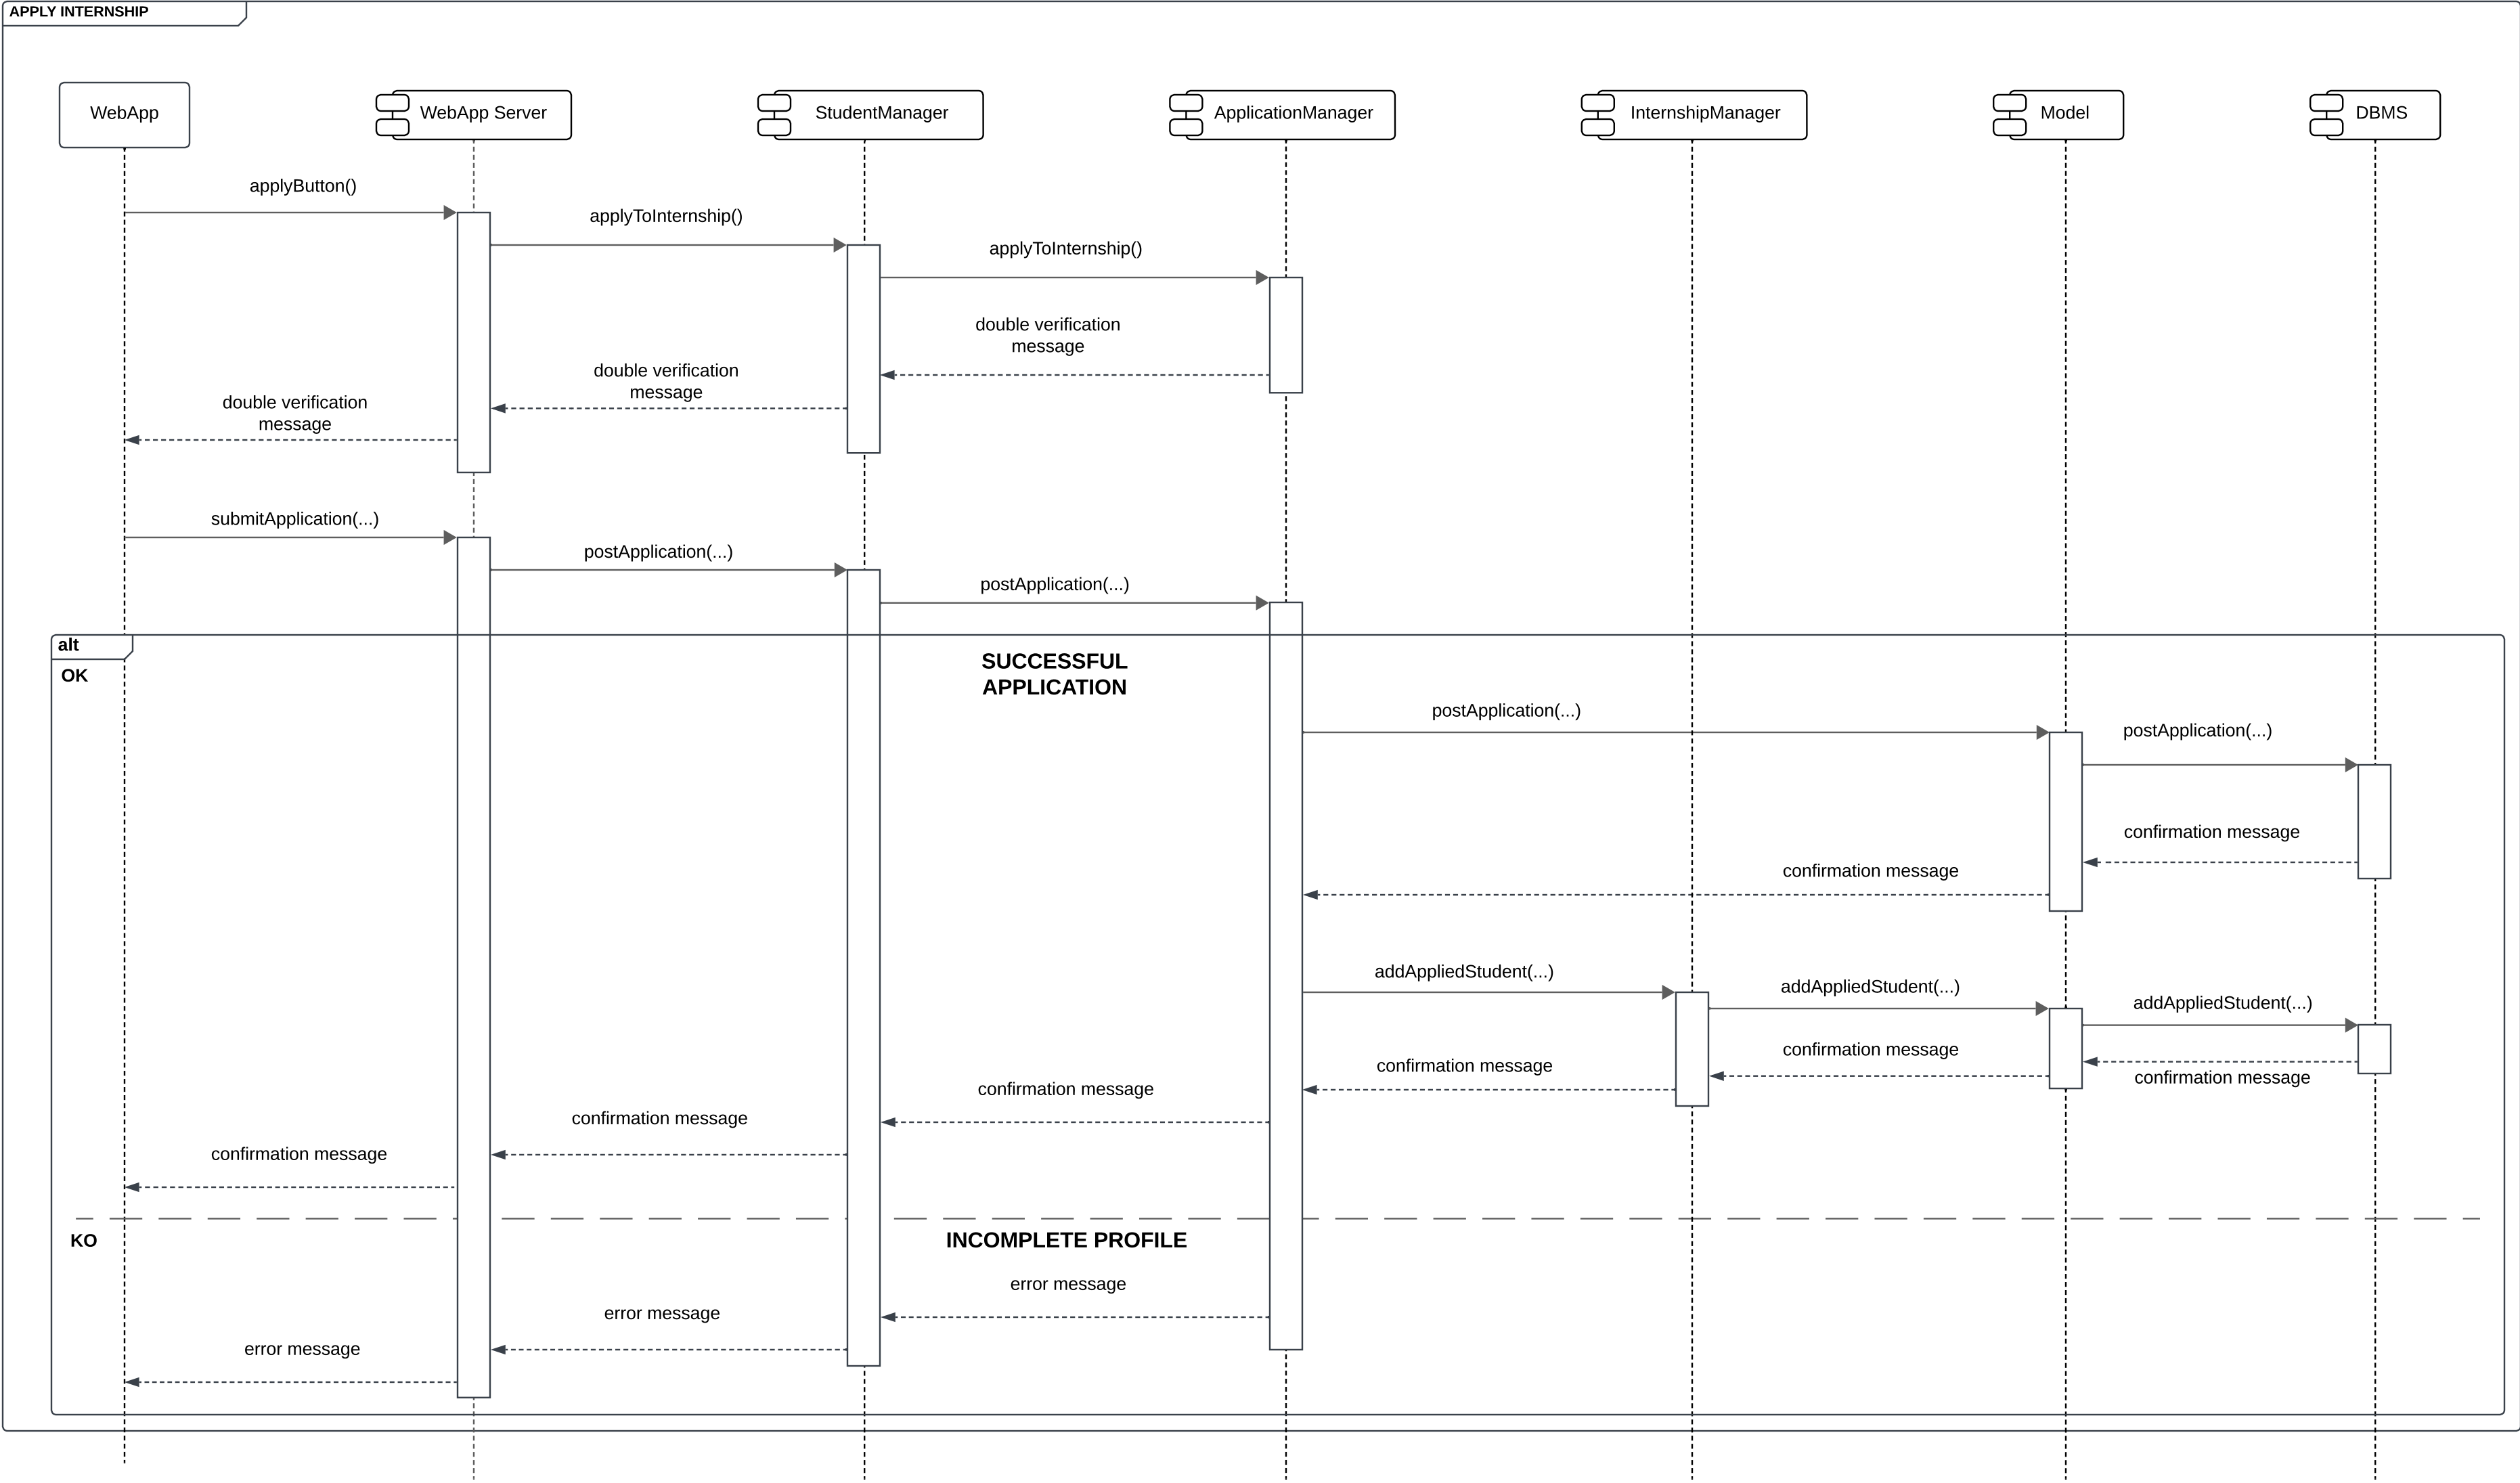 APPLY INTERNSHIP
WebApp
WebApp Server
StudentManager
ApplicationManager
InternshipManager
Model
DBMS
applyButton()
applyToInternship()
applyToInternship()
double verification
message
double verification
message
double verification
message
submitApplication(...)
postApplication(...)
postApplication(...)
alt
OK
SUCCESSFUL
APPLICATION
postApplication(...)
postApplication(...)
confirmation message
confirmation message
addAppliedStudent(...)
addAppliedStudent(...)
addAppliedStudent(...)
confirmation message
confirmation message
confirmation message
confirmation message
confirmation message
confirmation message
KO
INCOMPLETE PROFILE
error message
error message
error message